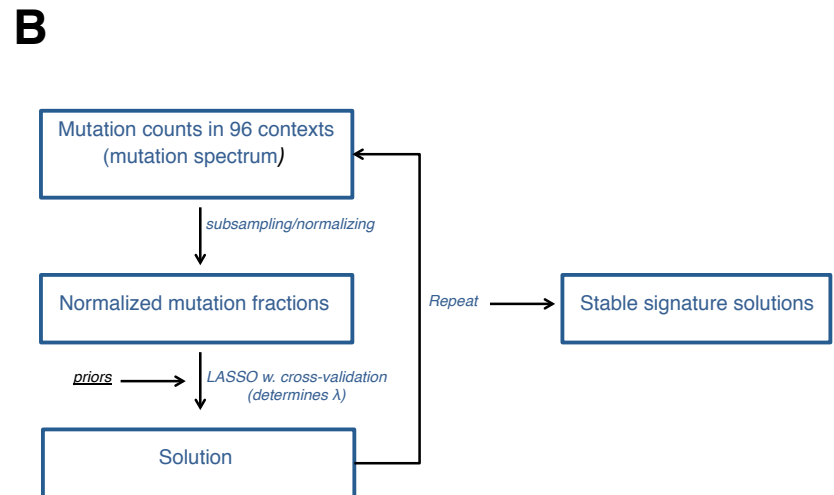 B
Mutation counts in 96 contexts
(mutation spectrum)
subsampling/normalizing
Normalized mutation fractions
Repeat
Stable signature solutions
priors
LASSO w. cross-validation
(determines λ)
Solution